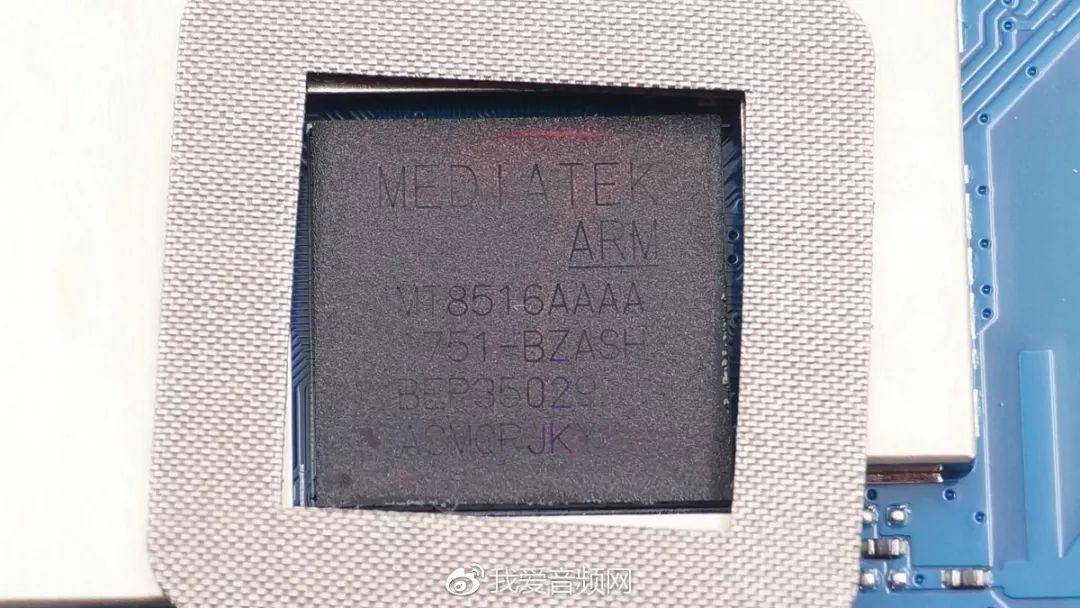 MEDIATEK
ARM
MT8516AAAA
751-BZASH
BEP35029
我爱音频网